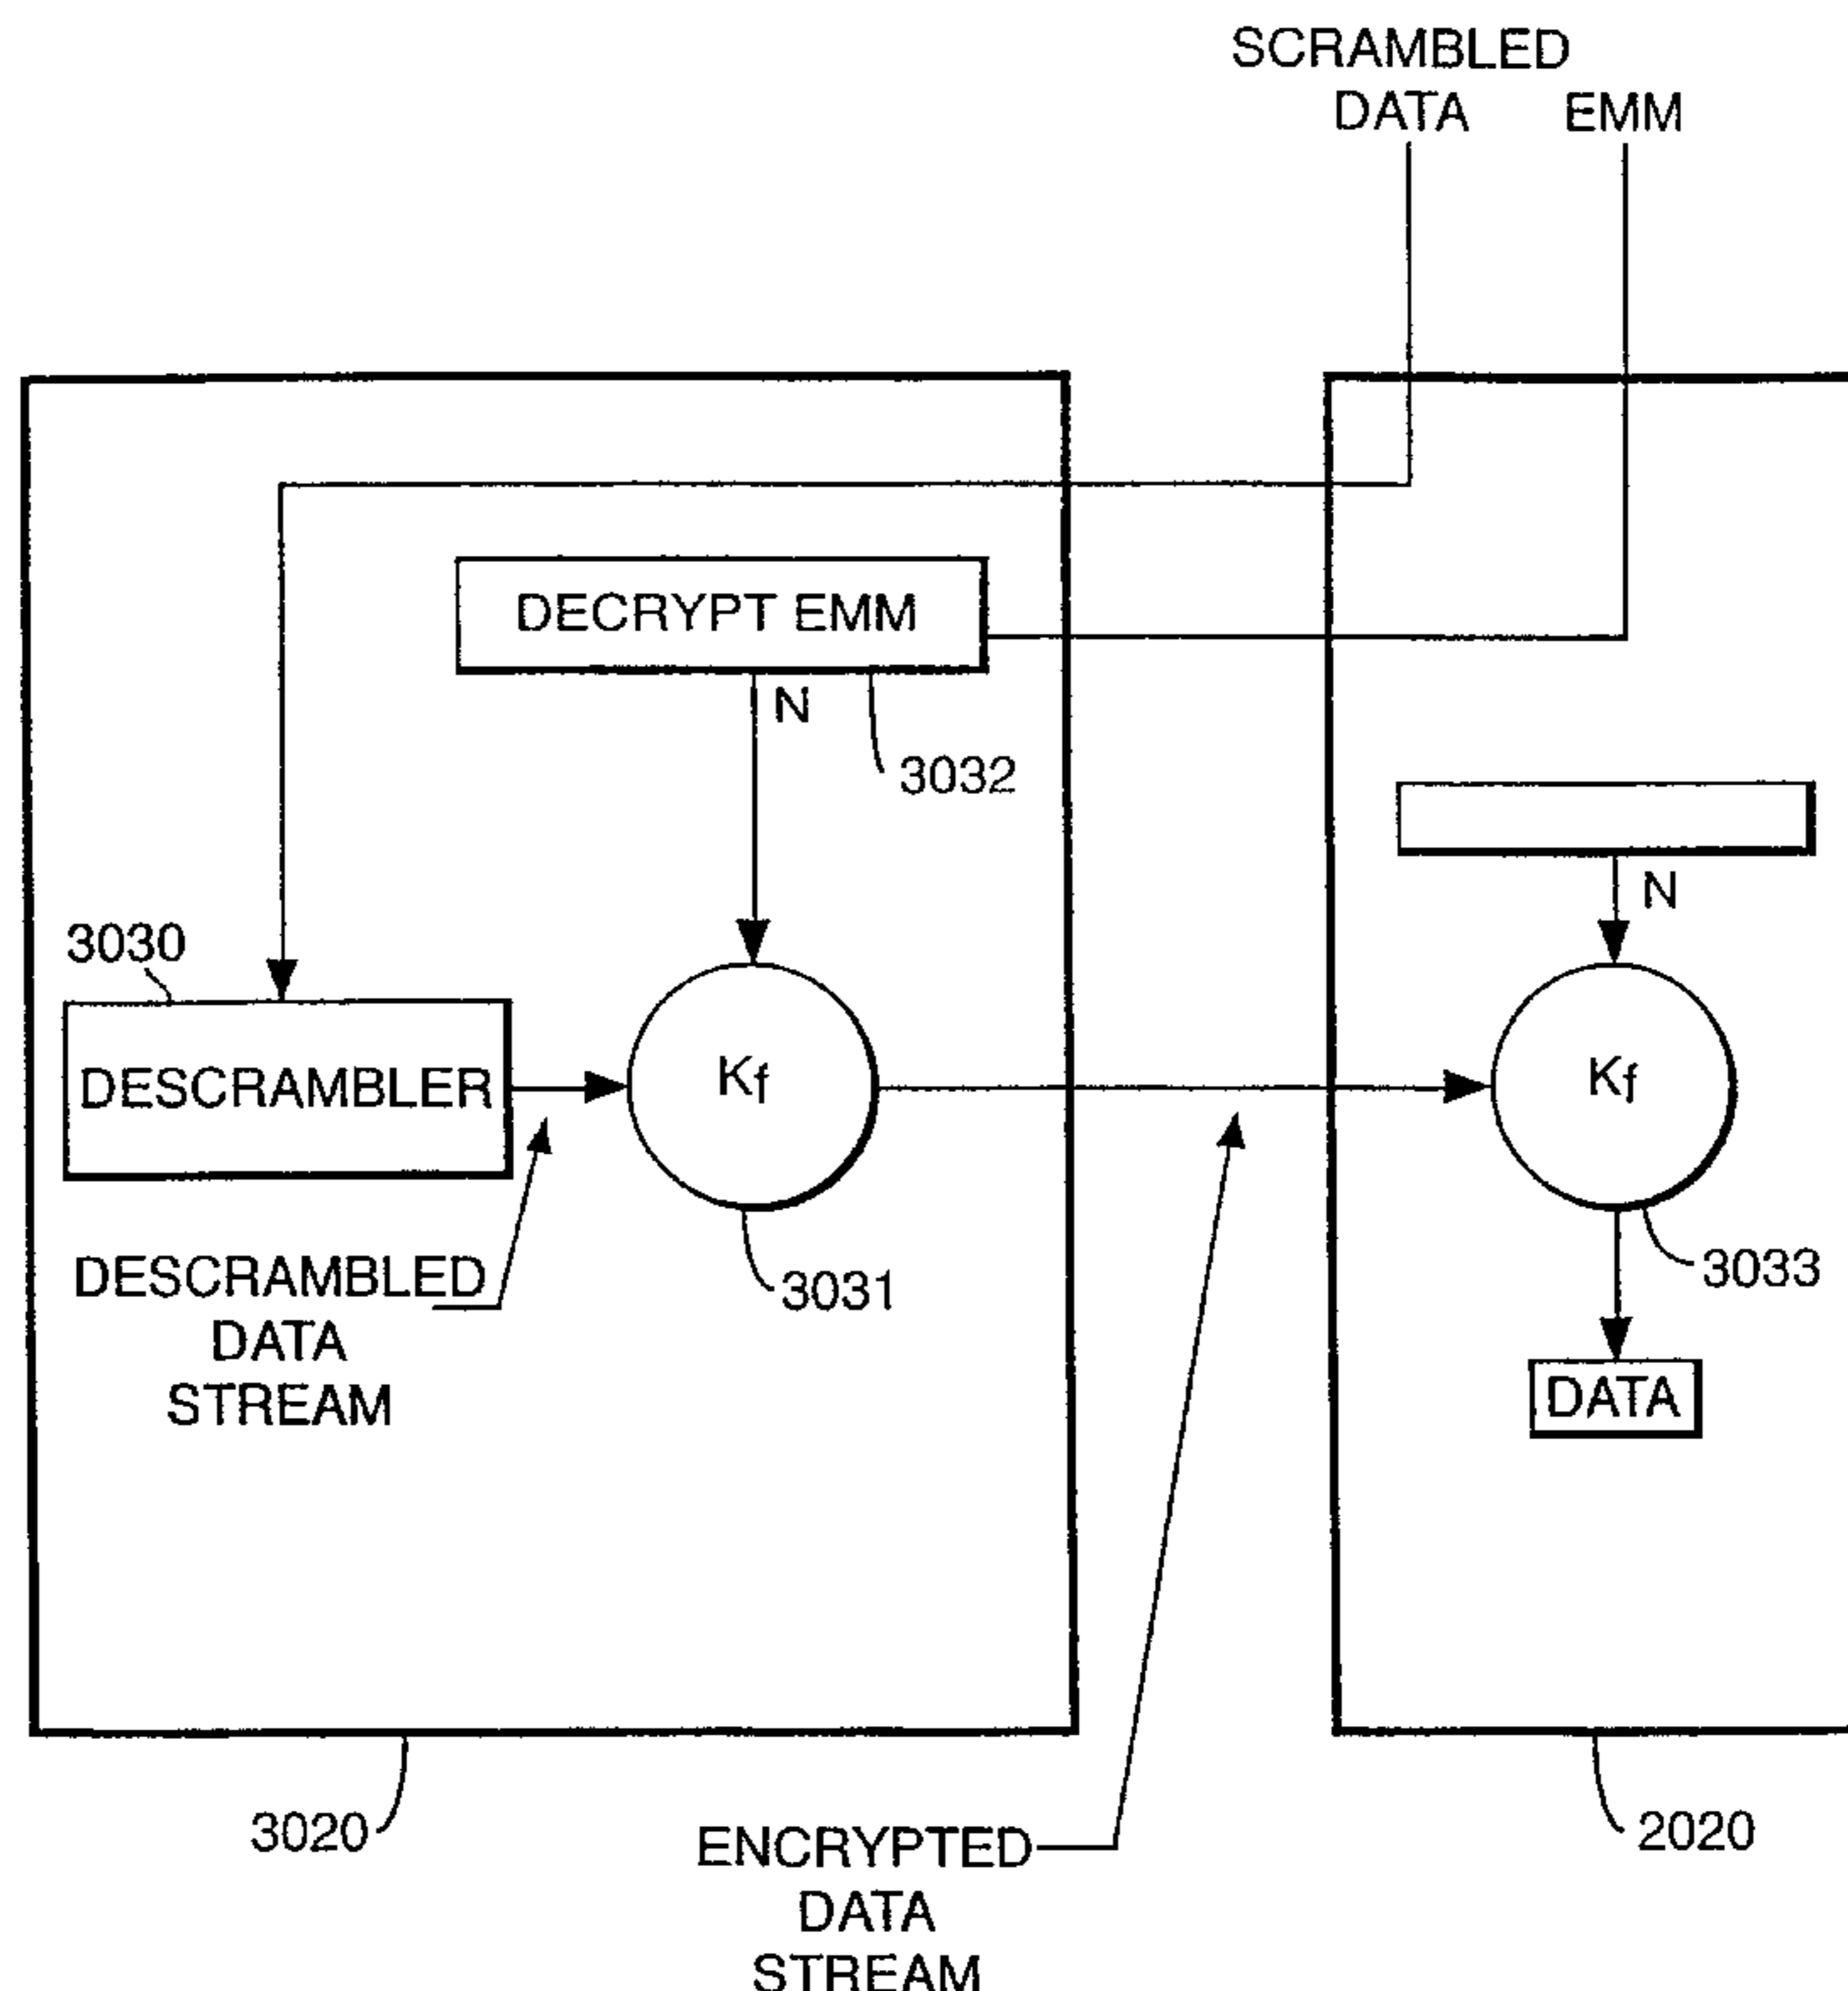 SCRAMBLED
DATA
EMM
DECRYPT EMM
N
3032
N
3030
DESCRAMBLER
Kf
Kf
DESCRAMBLED
DATA
STREAM
3031
3033
DATA
3020
ENCRYPTED
DATA
STREAM
2020